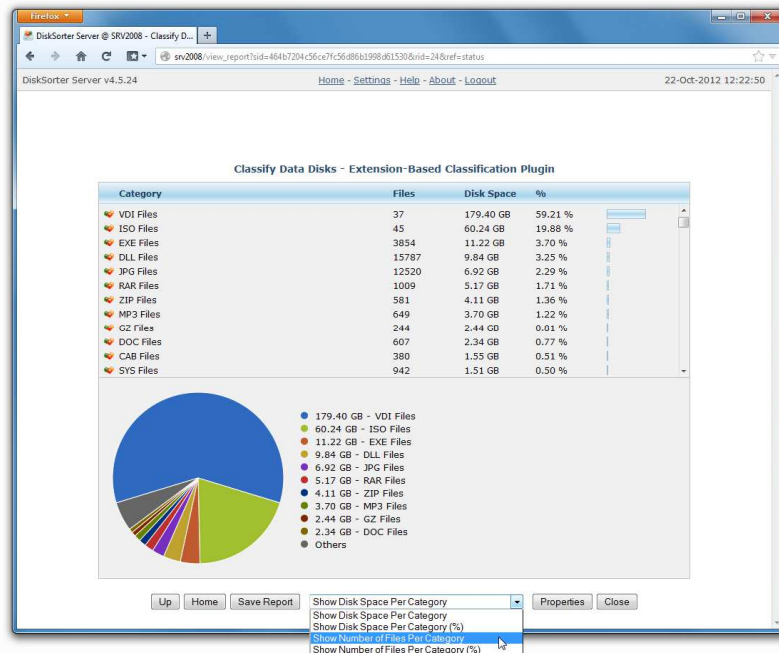 Firefox
DiskSorter Server @ SRV2008 - Classify D...
srv2008/view_report?sid=464b7204c56ce7fc56d86b1998d61530&rid=24&ref=status
DiskSorter Server v4.5.24
Home - Settings - Help - About - Logout
22-Oct-2012 12:22:50
Classify Data Disks - Extension-Based Classification Plugin
Category Files Disk Space %
VDI Files 37 179.40 GB 59.21 %
ISO Files 45 60.24 GB 19.88 %
EXE Files 3854 11.22 GB 3.70 %
DLL Files 15787 9.84 GB 3.25 %
JPG Files 12520 6.92 GB 2.29 %
RAR Files 1009 5.17 GB 1.71 %
ZIP Files 581 4.11 GB 1.36 %
MP3 Files 649 3.70 GB 1.22 %
GZ Files 244 2.44 GB 0.01 %
DOC Files 607 2.34 GB 0.77 %
CAB Files 380 1.55 GB 0.51 %
SYS Files 942 1.51 GB 0.50 %
179.40 GB - VDI Files
60.24 GB - ISO Files
11.22 GB - EXE Files
9.84 GB - DLL Files
6.92 GB - JPG Files
5.17 GB - RAR Files
4.11 GB - ZIP Files
3.70 GB - MP3 Files
2.44 GB - GZ Files
2.34 GB - DOC Files
Others
Up Home Save Report Show Disk Space Per Category Properties Close
Show Disk Space Per Category
Show Disk Space Per Category (%)
Show Number of Files Per Category
Show Number of Files Per Category (%)